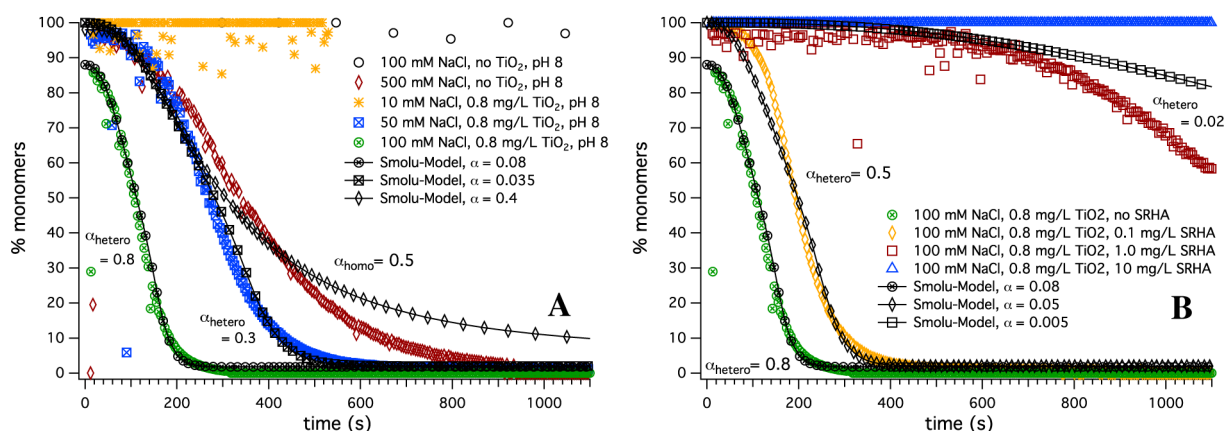 100
90
80
70
60
50
40
30
20
10
0
% monomers
0
200
400
600
800
1000
time (s)
100 mM NaCl, no TiO₂, pH 8
500 mM NaCl, no TiO₂, pH 8
10 mM NaCl, 0.8 mg/L TiO₂, pH 8
50 mM NaCl, 0.8 mg/L TiO₂, pH 8
100 mM NaCl, 0.8 mg/L TiO₂, pH 8
Smolu-Model, α = 0.08
Smolu-Model, α = 0.035
Smolu-Model, α = 0.4
αhetero
= 0.8
αhomo = 0.5
αhetero
= 0.3
A
100
90
80
70
60
50
40
30
20
10
0
% monomers
0
200
400
600
800
1000
time (s)
αhetero
= 0.02
αhetero = 0.5
100 mM NaCl, 0.8 mg/L TiO2, no SRHA
100 mM NaCl, 0.8 mg/L TiO2, 0.1 mg/L SRHA
100 mM NaCl, 0.8 mg/L TiO2, 1.0 mg/L SRHA
100 mM NaCl, 0.8 mg/L TiO2, 10 mg/L SRHA
Smolu-Model, α = 0.08
Smolu-Model, α = 0.05
Smolu-Model, α = 0.005
αhetero = 0.8
B